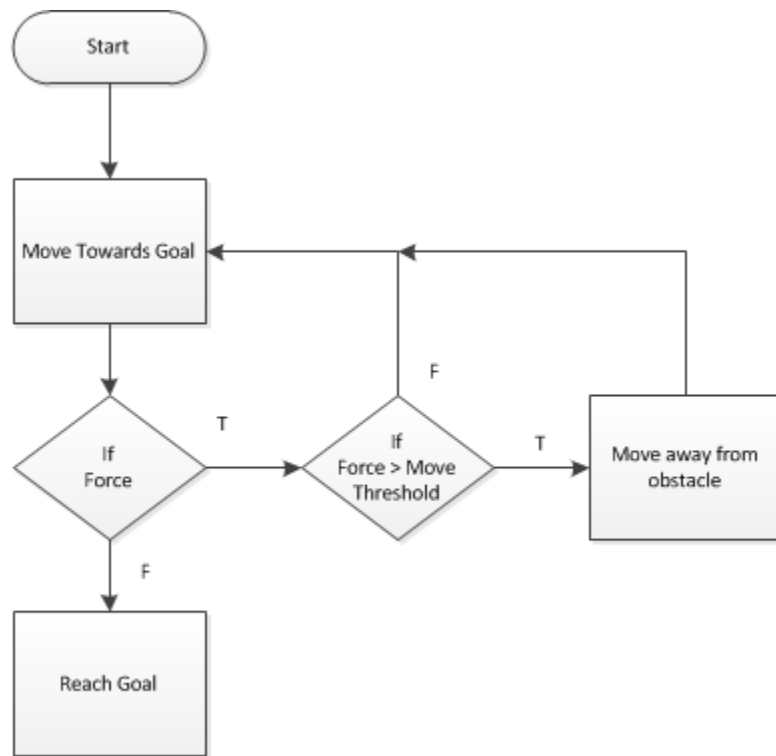 Start
Move Towards Goal
F
T
T
If
Force
If
Force > Move
Threshold
Move away from
obstacle
F
Reach Goal